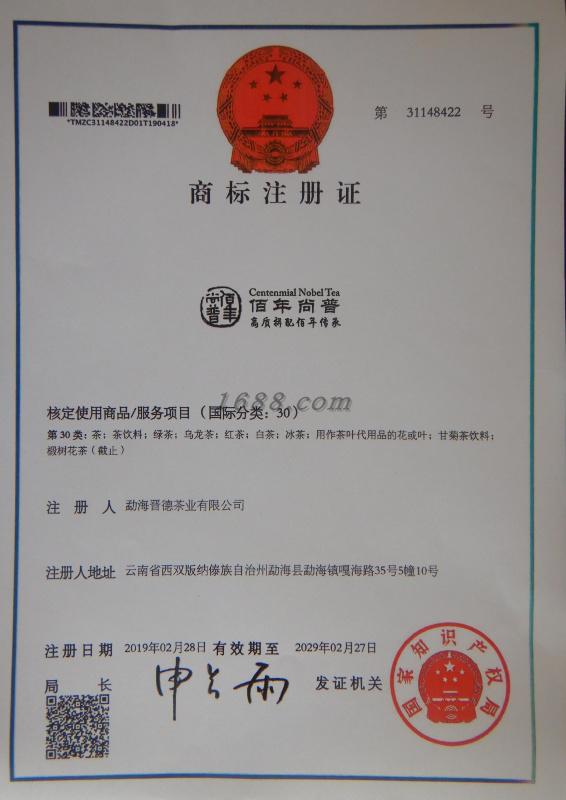 *TMZC31148422D01T190418*
第 31148422 号
商标注册证
Centennial Nobel Tea
佰年尚普
佰年尚普
高质拼配佰年传承
1688.com
核定使用商品/服务项目（国际分类：30）
第30类：茶；茶饮料；绿茶；乌龙茶；红茶；白茶；冰茶；用作茶叶代用品的花或叶；甘菊茶饮料；
椴树花茶（截止）
注册人 勐海晋德茶业有限公司
注册人地址 云南省西双版纳傣族自治州勐海县勐海镇嘎海路35号5幢10号
注册日期 2019年02月28日 有效期至 2029年02月27日
局长 申长雨 发证机关
国家知识产权局